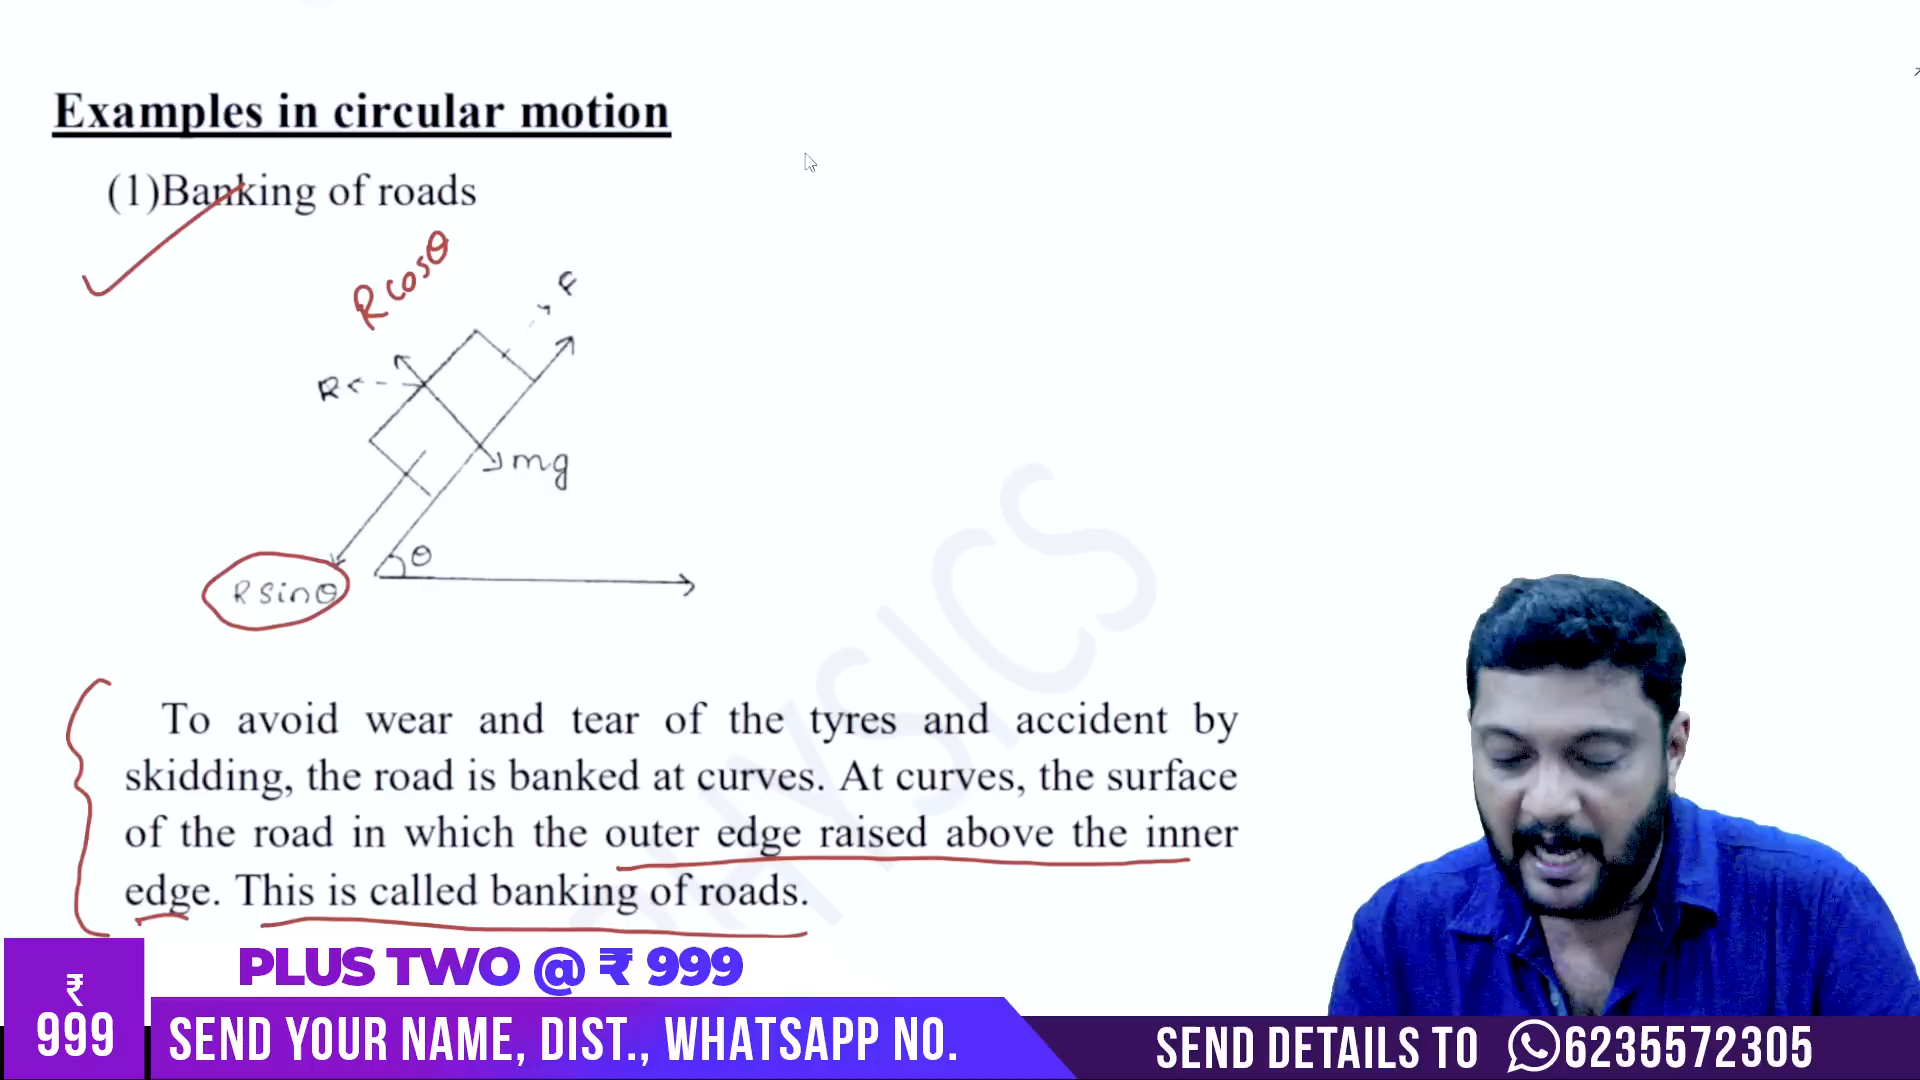 Examples in circular motion
(1)Banking of roads
R cosθ
F
R
mg
θ
R sinθ
PHYSICS
To avoid wear and tear of the tyres and accident by
skidding, the road is banked at curves. At curves, the surface
of the road in which the outer edge raised above the inner
edge. This is called banking of roads.
₹
999
PLUS TWO @ ₹ 999
SEND YOUR NAME, DIST., WHATSAPP NO.
SEND DETAILS TO 6235572305